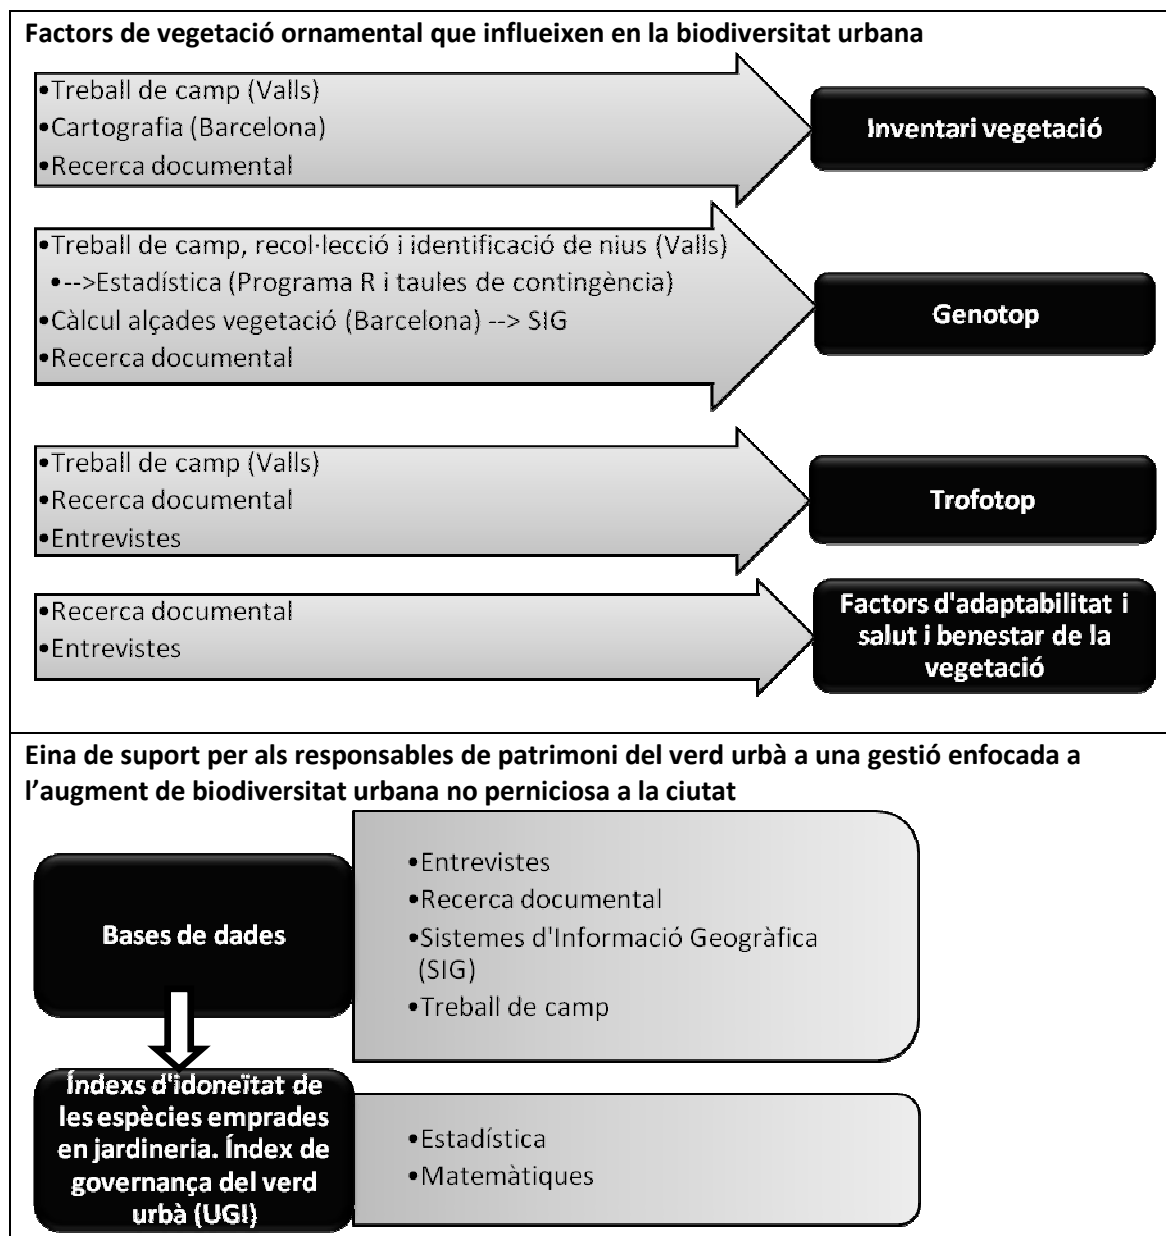 Factors de vegetació ornamental que influeixen en la biodiversitat urbana
•Treball de camp (Valls)
•Cartografia (Barcelona)
•Recerca documental
Inventari vegetació
•Treball de camp, recol·lecció i identificació de nius (Valls)
•-->Estadística (Programa R i taules de contingència)
•Càlcul alçades vegetació (Barcelona) --> SIG
•Recerca documental
Genotop
•Treball de camp (Valls)
•Recerca documental
•Entrevistes
Trofotop
•Recerca documental
•Entrevistes
Factors d'adaptabilitat i
salut i benestar de la
vegetació
Eina de suport per als responsables de patrimoni del verd urbà a una gestió enfocada a
l’augment de biodiversitat urbana no perniciosa a la ciutat
Bases de dades
•Entrevistes
•Recerca documental
•Sistemes d'Informació Geogràfica
(SIG)
•Treball de camp
Índexs d'idoneïtat de
les espècies emprades
en jardineria. Índex de
governança del verd
urbà (UGI)
•Estadística
•Matemàtiques